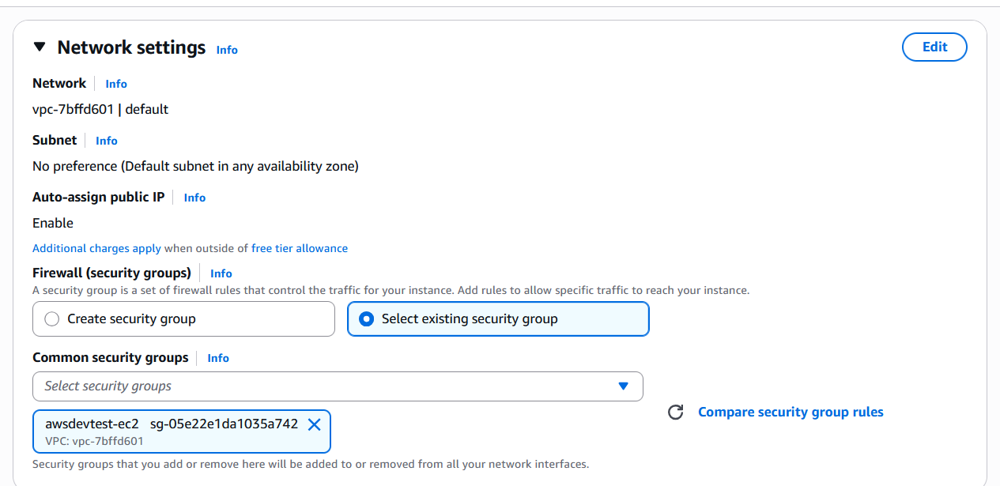 Network settings Info
Edit
Network Info
vpc-7bffd601 | default
Subnet Info
No preference (Default subnet in any availability zone)
Auto-assign public IP Info
Enable
Additional charges apply when outside of free tier allowance
Firewall (security groups) Info
A security group is a set of firewall rules that control the traffic for your instance. Add rules to allow specific traffic to reach your instance.
Create security group
Select existing security group
Common security groups Info
Select security groups
awsdevtest-ec2 sg-05e22e1da1035a742
VPC: vpc-7bffd601
Compare security group rules
Security groups that you add or remove here will be added to or removed from all your network interfaces.